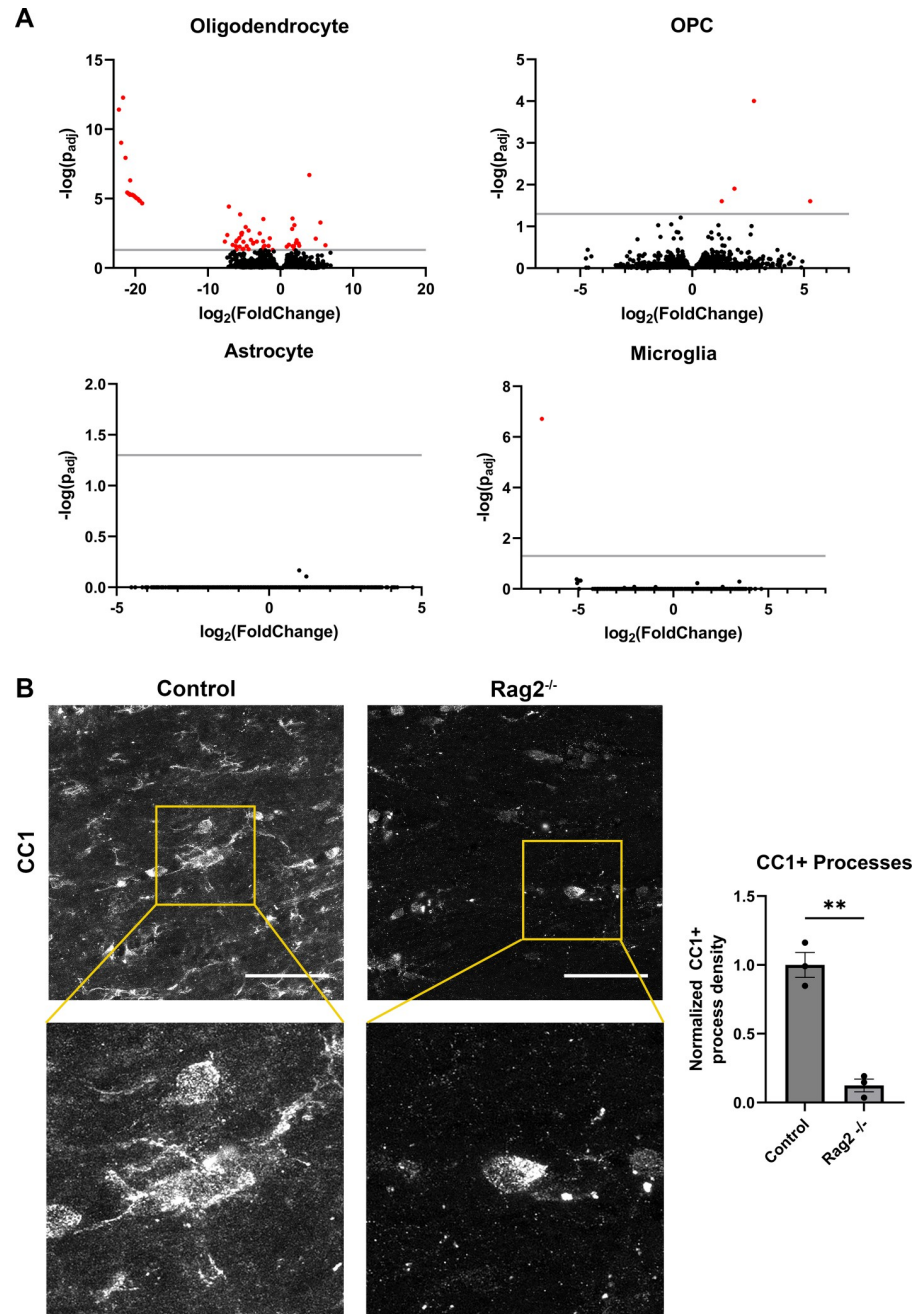 A
Oligodendrocyte
15
10
5
0
-20
-10
0
10
20
-log(padj)
log2(FoldChange)
OPC
5
4
3
2
1
0
-5
0
5
-log(padj)
log2(FoldChange)
Astrocyte
2.0
1.5
1.0
0.5
0.0
-5
0
5
-log(padj)
log2(FoldChange)
Microglia
8
6
4
2
0
-5
0
5
-log(padj)
log2(FoldChange)
B
Control
Rag2-/-
CC1
CC1+ Processes
**
1.5
1.0
0.5
0.0
Normalized CC1+
process density
Control
Rag2 -/-